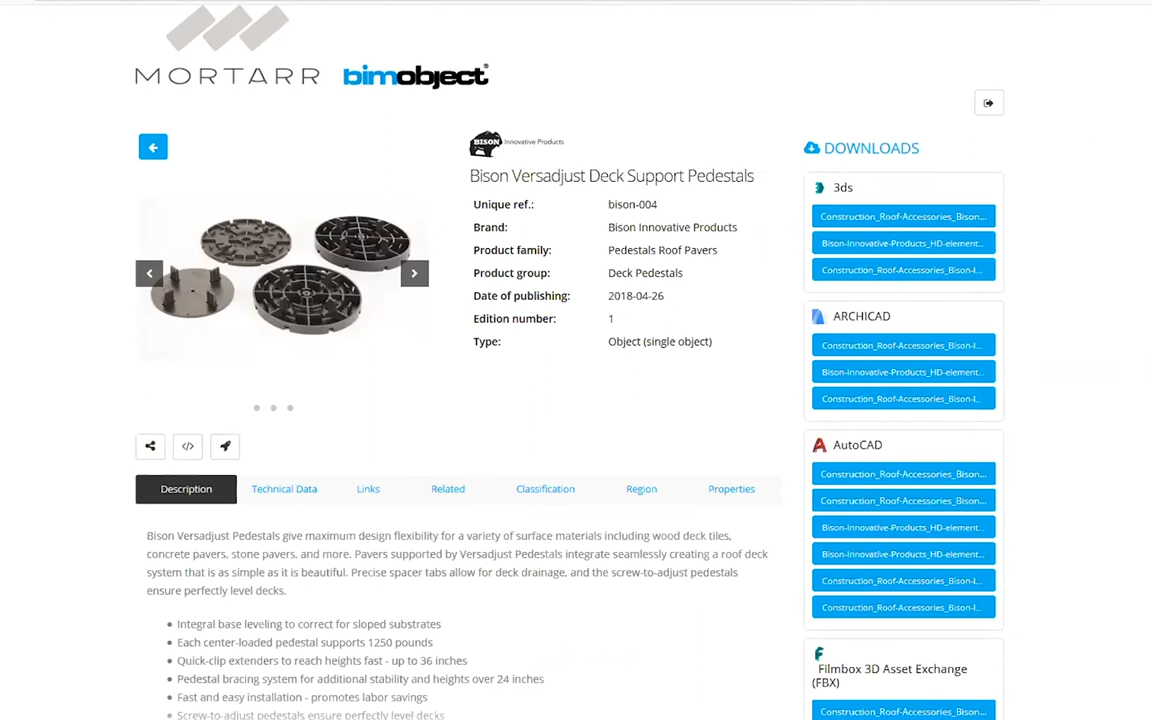 MORTARR bimobject®
BISON Innovative Products
Bison Versadjust Deck Support Pedestals
Unique ref.: bison-004
Brand: Bison Innovative Products
Product family: Pedestals Roof Pavers
Product group: Deck Pedestals
Date of publishing: 2018-04-26
Edition number: 1
Type: Object (single object)
Description Technical Data Links Related Classification Region Properties
Bison Versadjust Pedestals give maximum design flexibility for a variety of surface materials including wood deck tiles,
concrete pavers, stone pavers, and more. Pavers supported by Versadjust Pedestals integrate seamlessly creating a roof deck
system that is as simple as it is beautiful. Precise spacer tabs allow for deck drainage, and the screw-to-adjust pedestals
ensure perfectly level decks.
Integral base leveling to correct for sloped substrates
Each center-loaded pedestal supports 1250 pounds
Quick-clip extenders to reach heights fast - up to 36 inches
Pedestal bracing system for additional stability and heights over 24 inches
Fast and easy installation - promotes labor savings
Screw-to-adjust pedestals ensure perfectly level decks
DOWNLOADS
3ds
Construction_Roof-Accessories_Bison...
Bison-Innovative-Products_HD-element...
Construction_Roof-Accessories_Bison-I...
ARCHICAD
Construction_Roof-Accessories_Bison-I...
Bison-Innovative-Products_HD-element...
Construction_Roof-Accessories_Bison-I...
AutoCAD
Construction_Roof-Accessories_Bison...
Construction_Roof-Accessories_Bison...
Bison-Innovative-Products_HD-element...
Bison-Innovative-Products_HD-element...
Construction_Roof-Accessories_Bison-I...
Construction_Roof-Accessories_Bison-I...
Filmbox 3D Asset Exchange
(FBX)
Construction_Roof-Accessories_Bison...